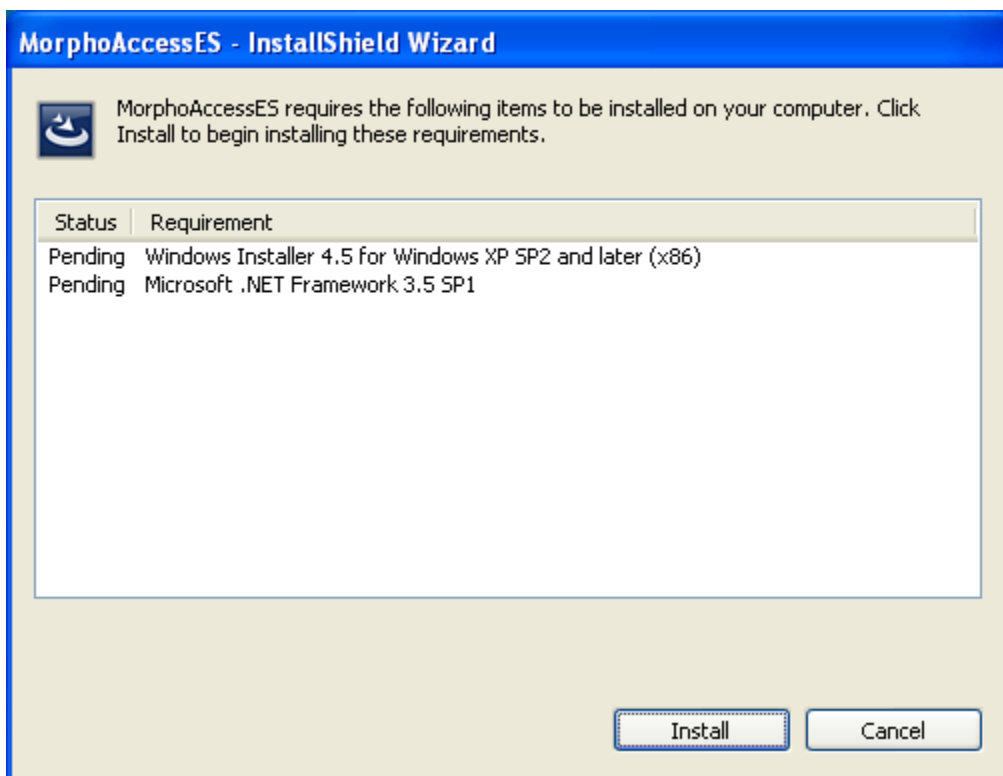 MorphoAccessES - InstallShield Wizard
MorphoAccessES requires the following items to be installed on your computer. Click
Install to begin installing these requirements.
Status Requirement
Pending Windows Installer 4.5 for Windows XP SP2 and later (x86)
Pending Microsoft .NET Framework 3.5 SP1
Install Cancel